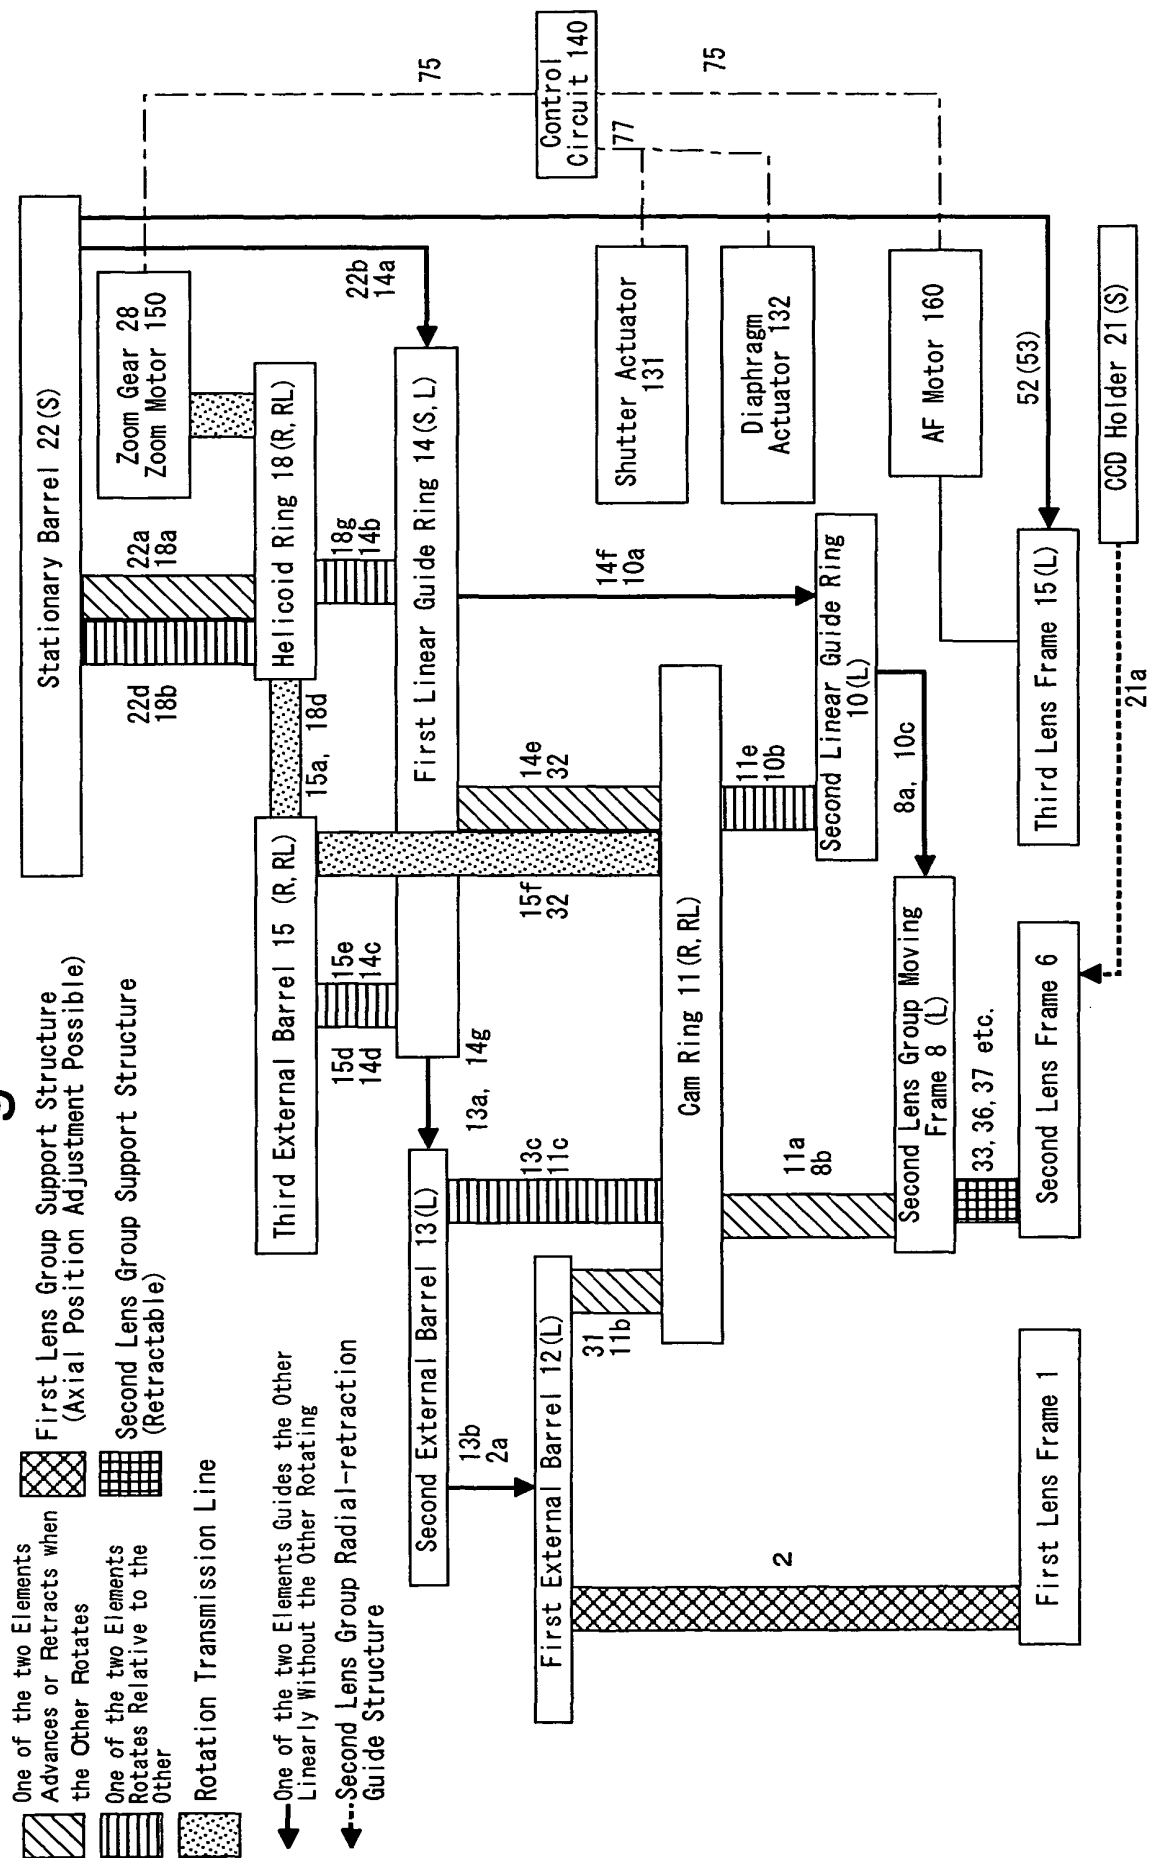 g
One of the two Elements
Advances or Retracts when
the Other Rotates
One of the two Elements
Rotates Relative to the
Other
Rotation Transmission Line
First Lens Group Support Structure
(Axial Position Adjustment Possible)
Second Lens Group Support Structure
(Retractable)
One of the two Elements Guides the Other
Linearly Without the Other Rotating
Second Lens Group Radial-retraction
Guide Structure
Stationary Barrel 22(S)
22d
18b
22a
18a
Zoom Gear 28
Zoom Motor 150
75
Third External Barrel 15 (R, RL)
15a, 18d
Helicoid Ring 18(R, RL)
22b
14a
15d
14d
15e
14c
18g
14b
Second External Barrel 13(L)
13a, 14g
First Linear Guide Ring 14(S, L)
Control
Circuit 140
13b
2a
13c
11c
15f
32
14e
32
14f
10a
77
75
First External Barrel 12(L)
31
11b
Shutter Actuator
131
Cam Ring 11(R, RL)
Diaphragm
Actuator 132
11a
8b
11e
10b
Second Linear Guide Ring
10(L)
2
8a, 10c
AF Motor 160
Second Lens Group Moving
Frame 8 (L)
33, 36, 37 etc.
52(53)
First Lens Frame 1
Second Lens Frame 6
Third Lens Frame 15(L)
CCD Holder 21(S)
21a